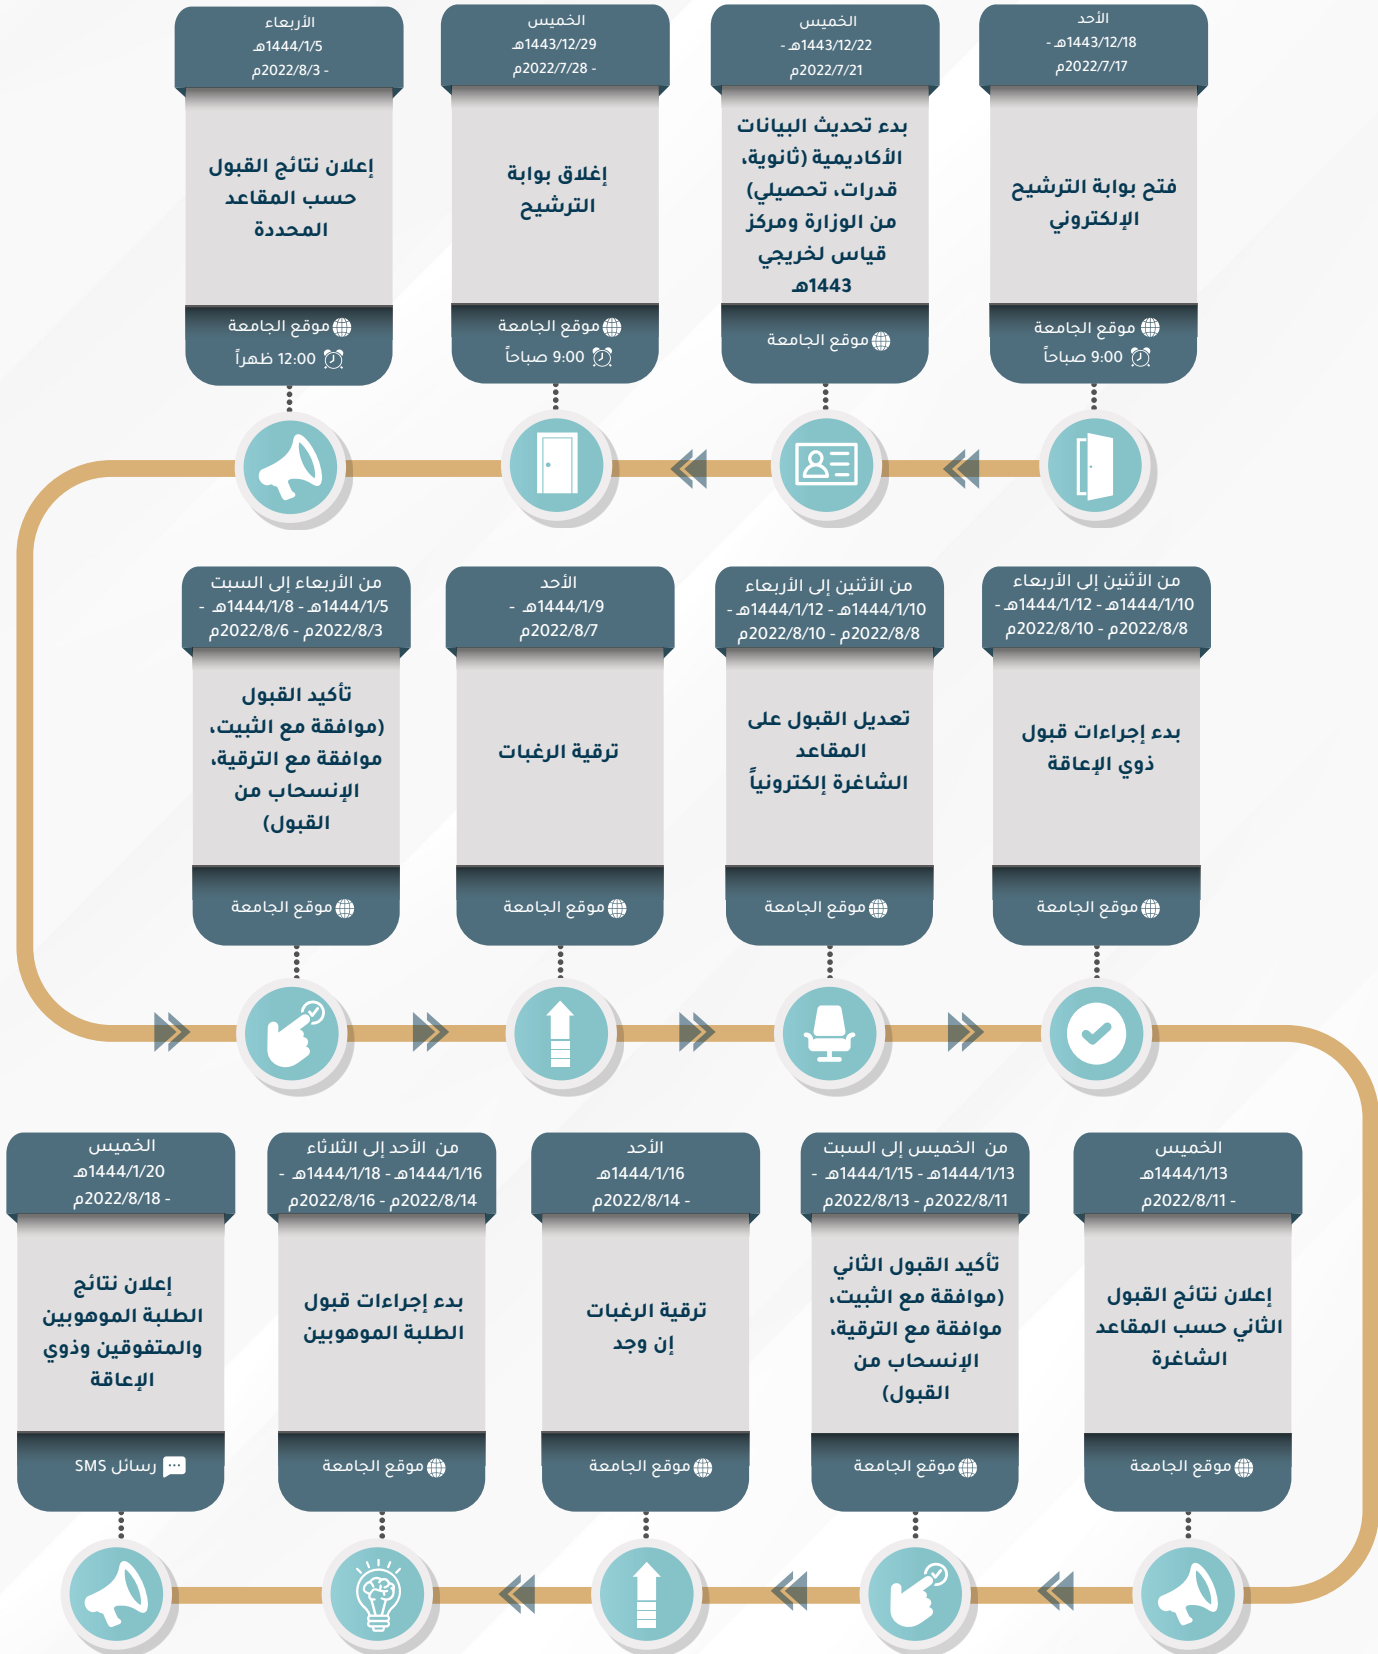 الأحد
1443/12/18هـ -
2022/7/17م
فتح بوابة الترشيح
الإلكتروني
موقع الجامعة
9:00 صباحاً
الخميس
1443/12/22هـ -
2022/7/21م
بدء تحديث البيانات
الأكاديمية (ثانوية،
قدرات، تحصيلي)
من الوزارة ومركز
قياس لخريجي
1443هـ
موقع الجامعة
الخميس
1443/12/29هـ
- 2022/7/28م
إغلاق بوابة
الترشيح
موقع الجامعة
9:00 صباحاً
الأربعاء
1444/1/5هـ
- 2022/8/3م
إعلان نتائج القبول
حسب المقاعد
المحددة
موقع الجامعة
12:00 ظهراً
من الأربعاء إلى السبت
1444/1/5هـ - 1444/1/8هـ -
2022/8/3م - 2022/8/6م
تأكيد القبول
(موافقة مع الثبيت،
موافقة مع الترقية،
الإنسحاب من
القبول)
موقع الجامعة
الأحد
1444/1/9هـ -
2022/8/7م
ترقية الرغبات
موقع الجامعة
من الأثنين إلى الأربعاء
1444/1/10هـ - 1444/1/12هـ -
2022/8/8م - 2022/8/10م
تعديل القبول على
المقاعد
الشاغرة إلكترونياً
موقع الجامعة
من الأثنين إلى الأربعاء
1444/1/10هـ - 1444/1/12هـ -
2022/8/8م - 2022/8/10م
بدء إجراءات قبول
ذوي الإعاقة
موقع الجامعة
الخميس
1444/1/13هـ
- 2022/8/11م
إعلان نتائج القبول
الثاني حسب المقاعد
الشاغرة
موقع الجامعة
من الخميس إلى السبت
1444/1/13هـ - 1444/1/15هـ -
2022/8/11م - 2022/8/13م
تأكيد القبول الثاني
(موافقة مع الثبيت،
موافقة مع الترقية،
الإنسحاب من
القبول)
موقع الجامعة
الأحد
1444/1/16هـ
- 2022/8/14م
ترقية الرغبات
إن وجد
موقع الجامعة
من الأحد إلى الثلاثاء
1444/1/16هـ - 1444/1/18هـ -
2022/8/14م - 2022/8/16م
بدء إجراءات قبول
الطلبة الموهوبين
موقع الجامعة
الخميس
1444/1/20هـ
- 2022/8/18م
إعلان نتائج
الطلبة الموهوبين
والمتفوقين وذوي
الإعاقة
رسائل SMS